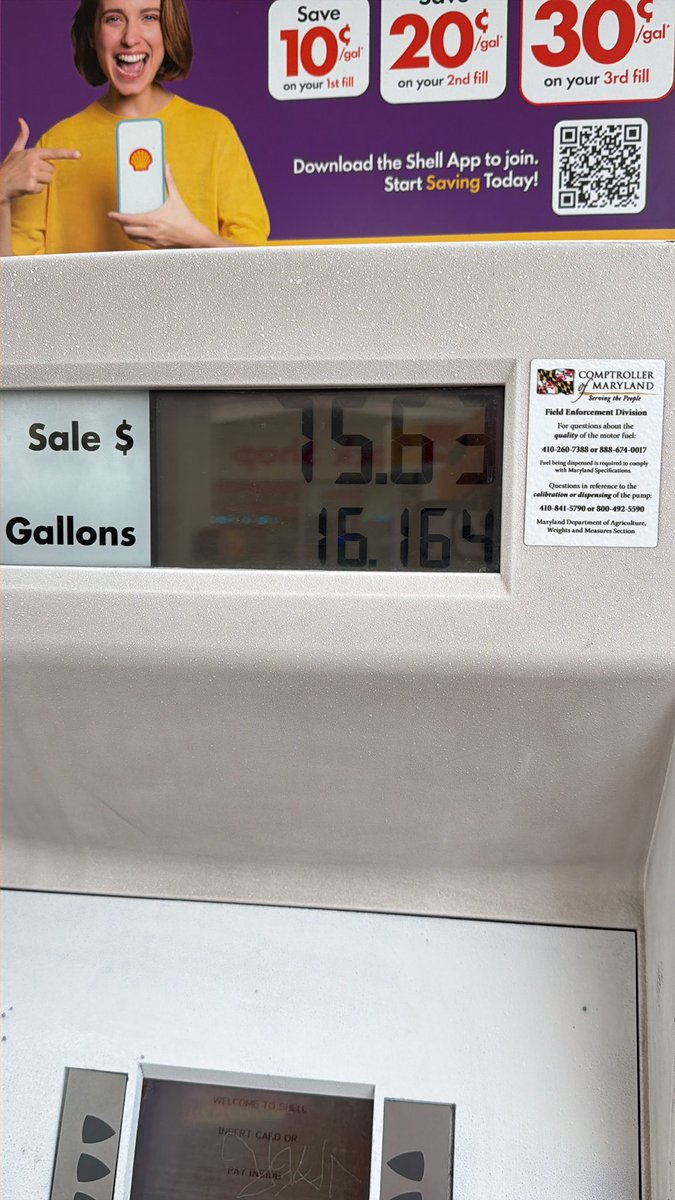 Save
10¢/gal*
on your 1st fill
Save
20¢/gal*
on your 2nd fill
30¢/gal*
on your 3rd fill
Download the Shell App to join.
Start Saving Today!
Sale $
75.63
Gallons
16.164
COMPTROLLER
of MARYLAND
Serving the People
Field Enforcement Division
For questions about the
quality of the motor fuel:
410-260-7388 or 888-674-0017
Fuel being dispensed is required to comply
with Maryland Specifications.
Questions in reference to the
calibration or dispensing of the pump:
410-841-5790 or 800-492-5590
Maryland Department of Agriculture,
Weights and Measures Section
WELCOME TO SHELL
INSERT CARD OR
PAY INSIDE